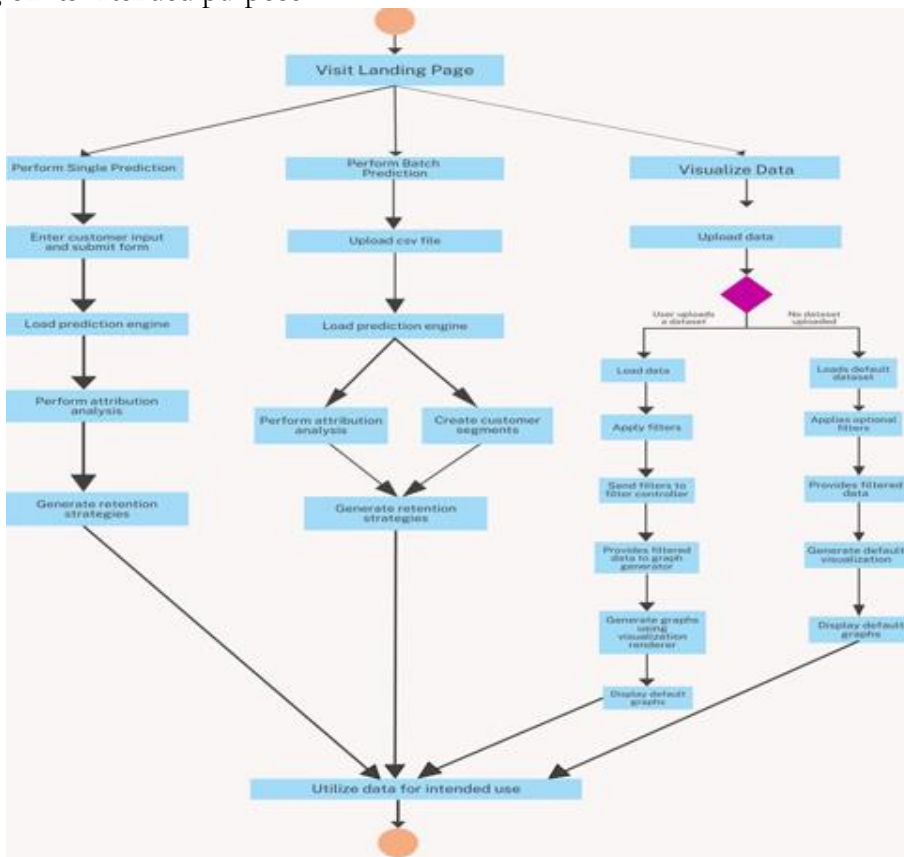 Visit Landing Page
Perform Single Prediction
Perform Batch
Prediction
Visualize Data
Enter customer input
and submit form
Upload csv file
Upload data
User uploads
a dataset
No dataset
uploaded
Load prediction engine
Load prediction engine
Load data
Loads default
dataset
Perform attribution
analysis
Perform attribution
analysis
Create customer
segments
Apply filters
Applies optional
filters
Generate retention
strategies
Generate retention
strategies
Send filters to
filter controller
Provides filtered
data
Provides filtered
data to graph
generator
Generate default
visualization
Generate graphs
using
visualization
renderer
Display default
graphs
Display default
graphs
Utilize data for intended use